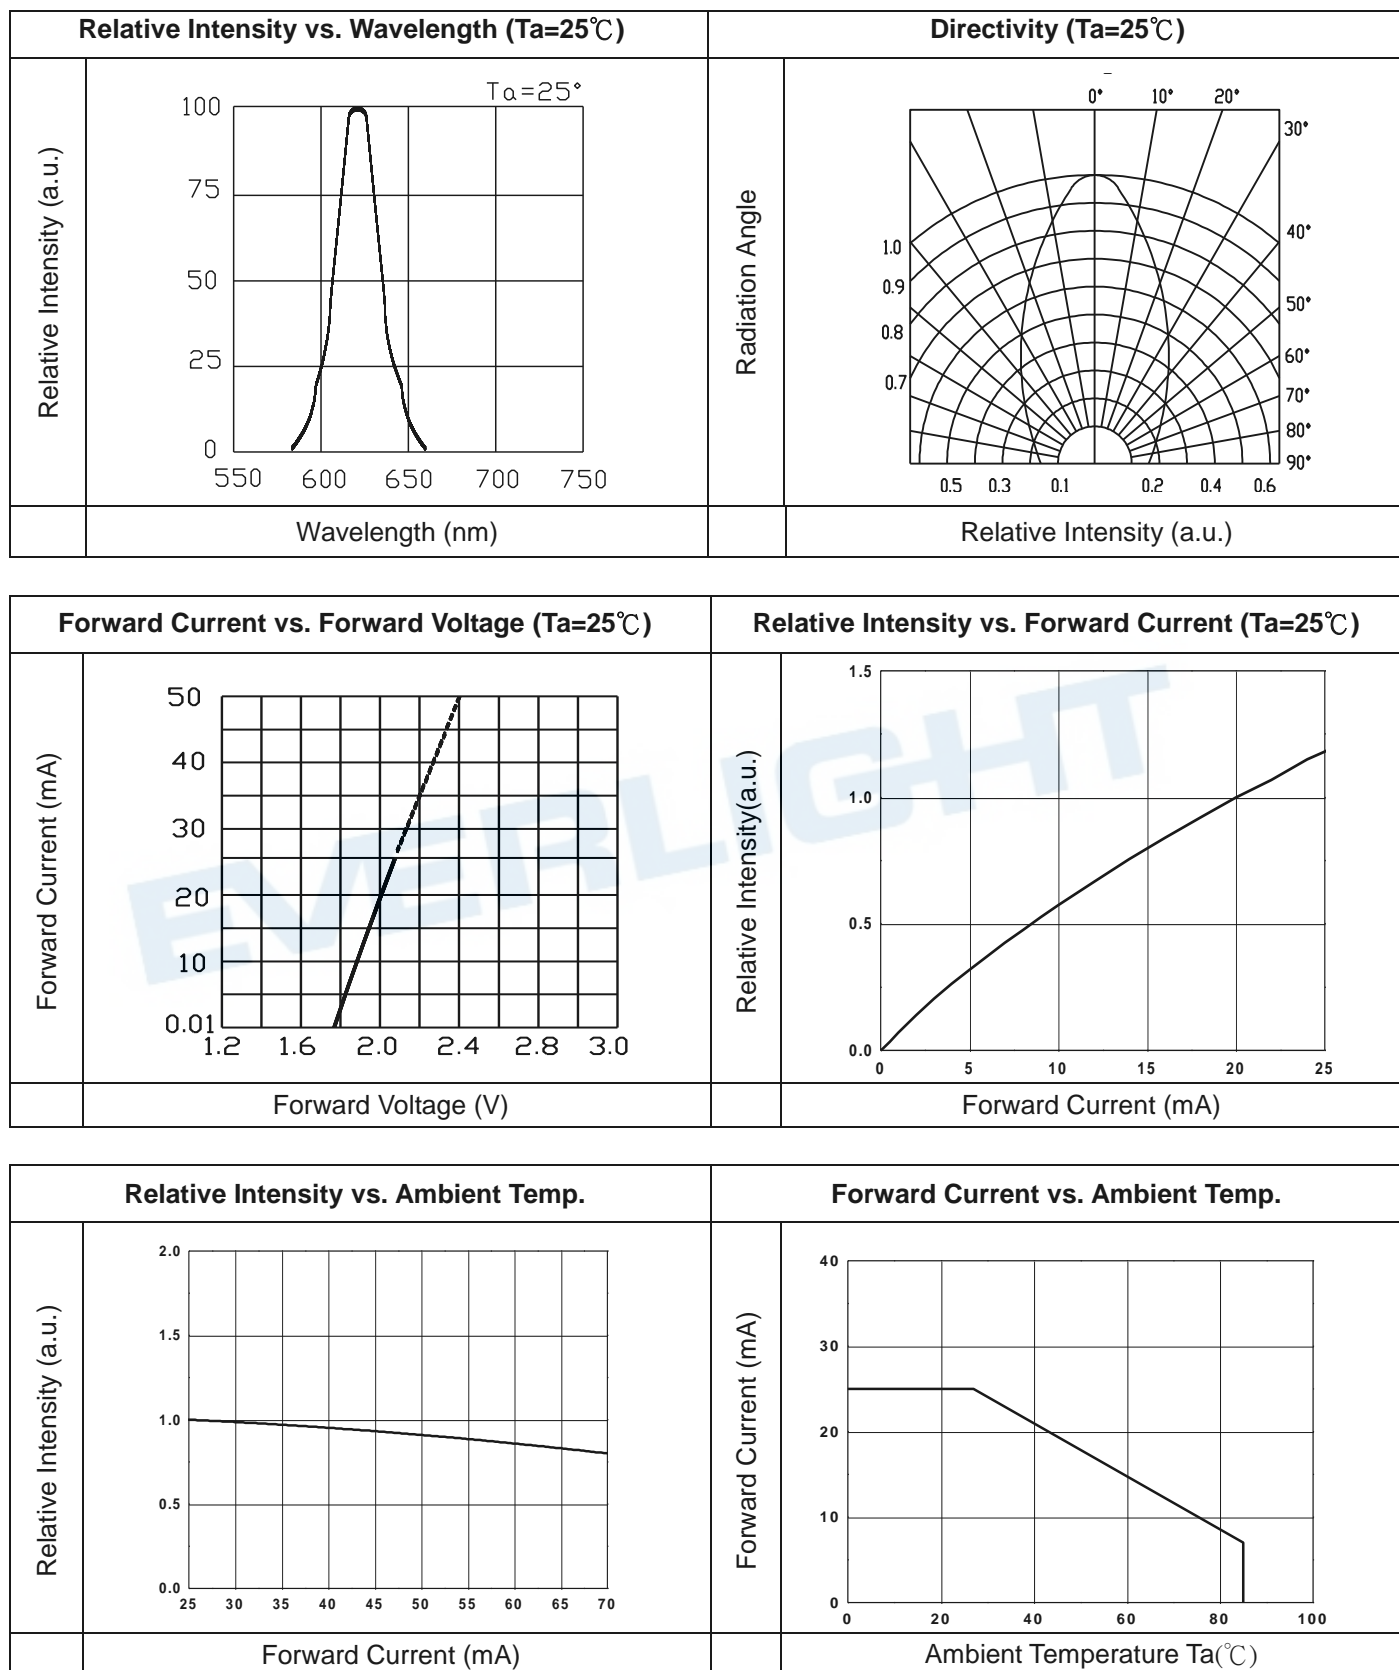 Relative Intensity vs. Wavelength (Ta=25℃)
Relative Intensity (a.u.)
Ta=25°
100
75
50
25
0
550 600 650 700 750
Wavelength (nm)
Directivity (Ta=25℃)
Radiation Angle
0° 10° 20°
30°
40°
50°
60°
70°
80°
90°
1.0
0.9
0.8
0.7
0.5 0.3 0.1 0.2 0.4 0.6
Relative Intensity (a.u.)
Forward Current vs. Forward Voltage (Ta=25℃)
Forward Current (mA)
50
40
30
20
10
0.01
1.2 1.6 2.0 2.4 2.8 3.0
Forward Voltage (V)
Relative Intensity vs. Forward Current (Ta=25℃)
Relative Intensity(a.u.)
1.5
1.0
0.5
0.0
0 5 10 15 20 25
Forward Current (mA)
EVERLIGHT
Relative Intensity vs. Ambient Temp.
Relative Intensity (a.u.)
2.0
1.5
1.0
0.5
0.0
25 30 35 40 45 50 55 60 65 70
Forward Current (mA)
Forward Current vs. Ambient Temp.
Forward Current (mA)
40
30
20
10
0
0 20 40 60 80 100
Ambient Temperature Ta(℃)